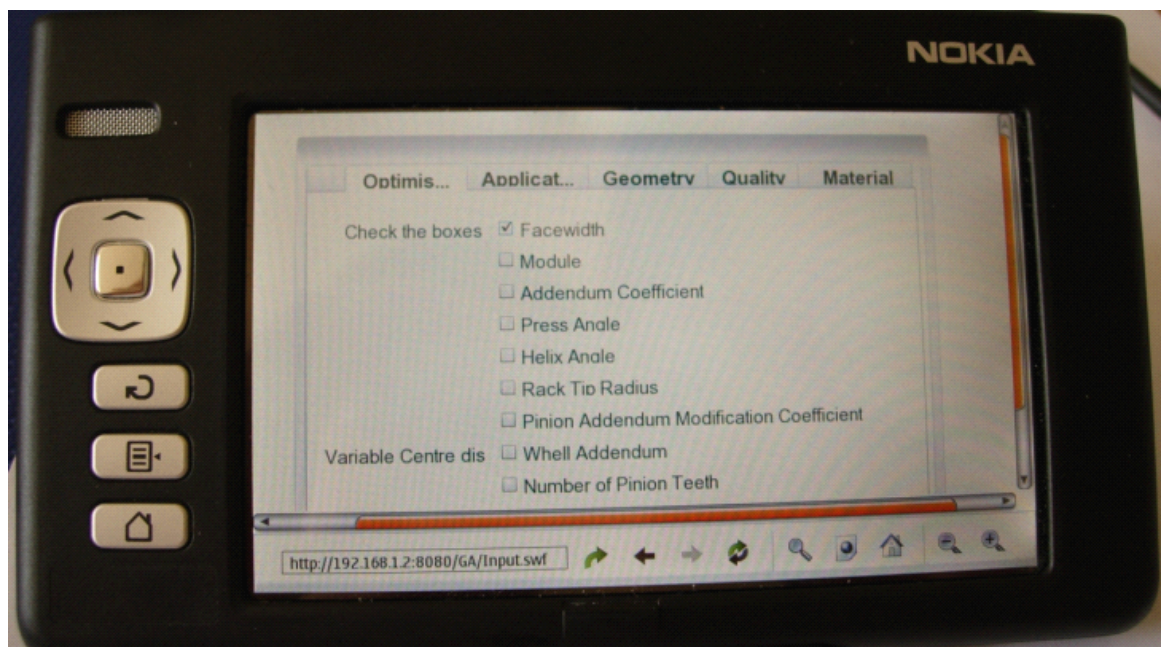 NOKIA
Optimis... Applicat... Geometry Quality Material
Check the boxes Facewidth
Module
Addendum Coefficient
Press Angle
Helix Angle
Rack Tip Radius
Pinion Addendum Modification Coefficient
Variable Centre dis Whell Addendum
Number of Pinion Teeth
http://192.168.1.2:8080/GA/Input.swf